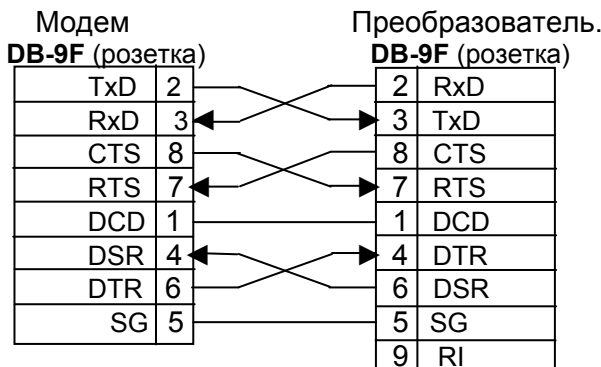 Модем Преобразователь.
DB-9F (розетка) DB-9F (розетка)
TxD 2 2 RxD
RxD 3 3 TxD
CTS 8 8 CTS
RTS 7 7 RTS
DCD 1 1 DCD
DSR 4 4 DTR
DTR 6 6 DSR
SG 5 5 SG
9 RI